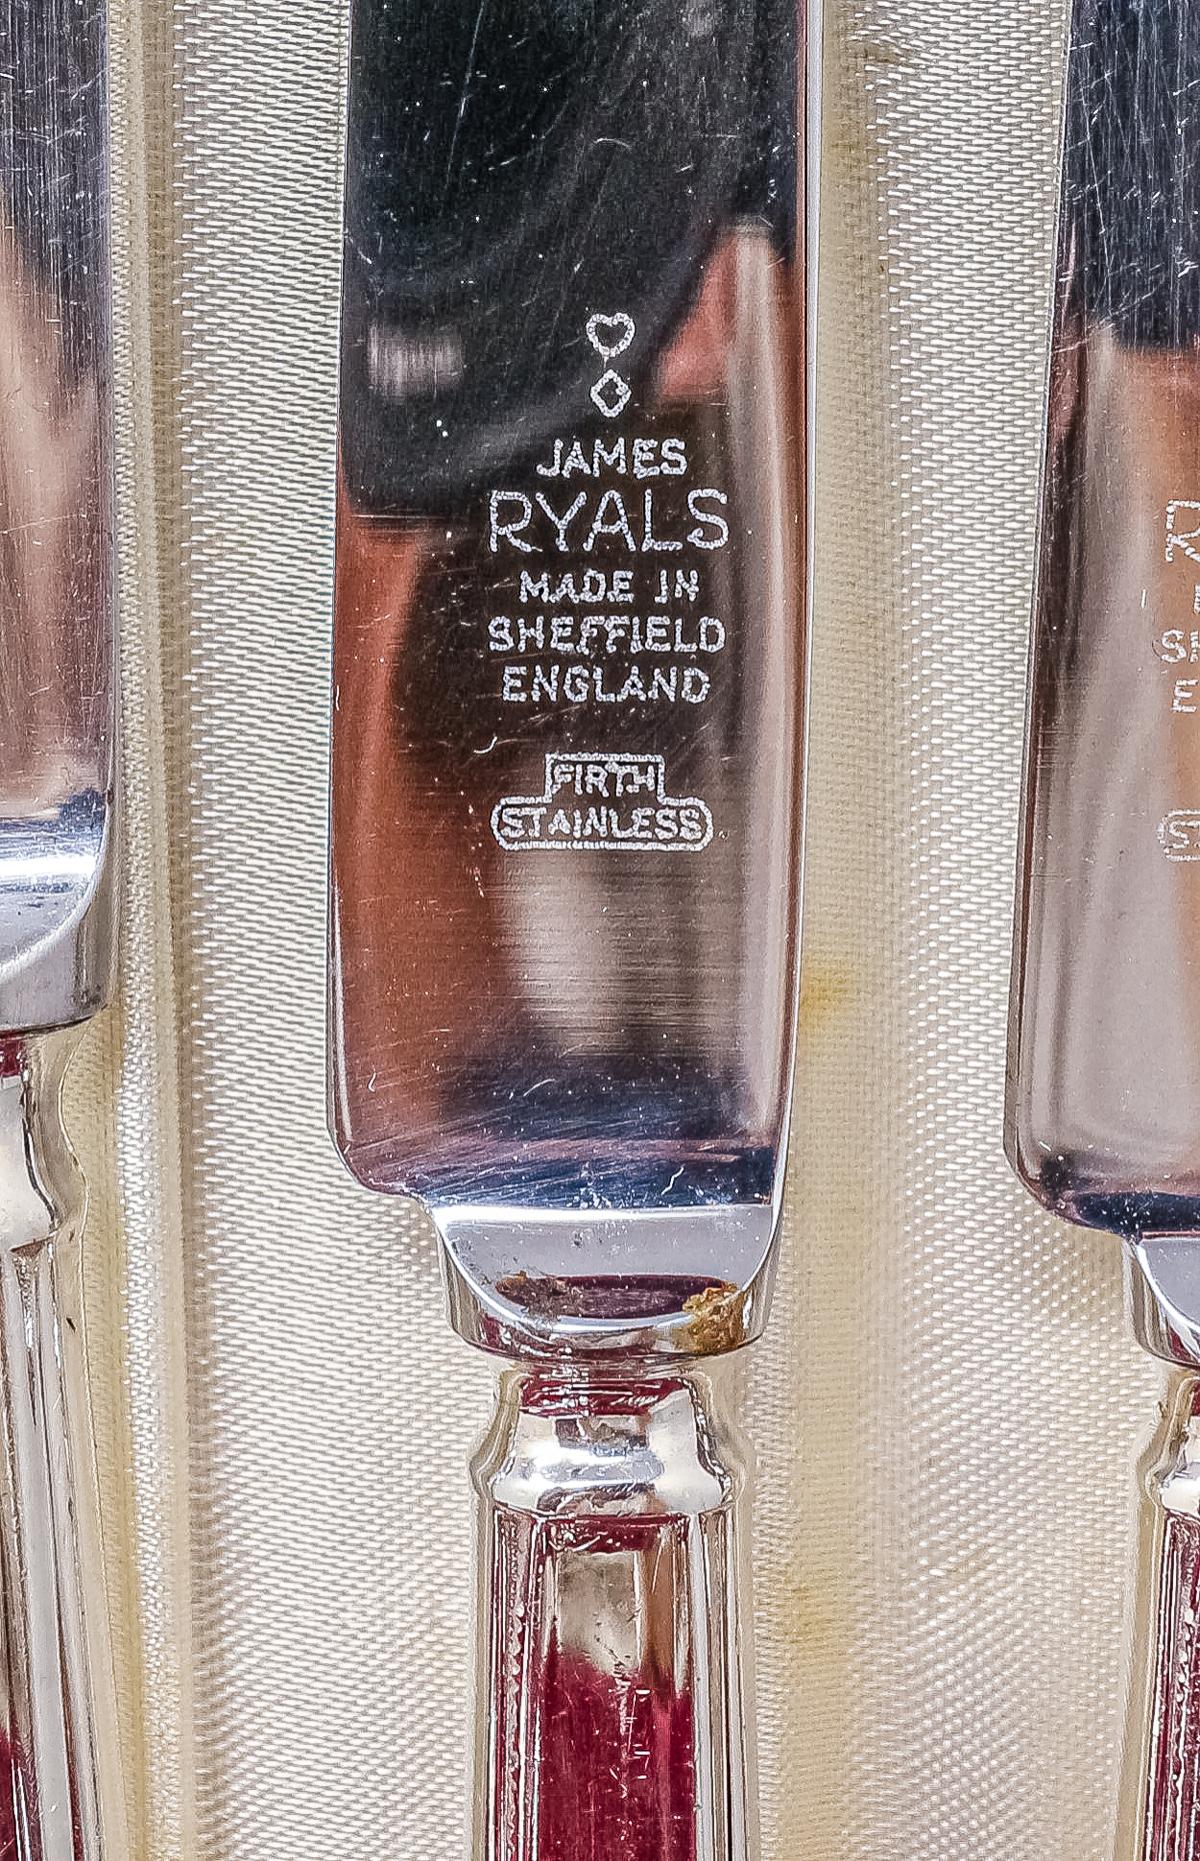 JAMES
RYALS
MADE IN
SHEFFIELD
ENGLAND
FIRTH
STAINLESS